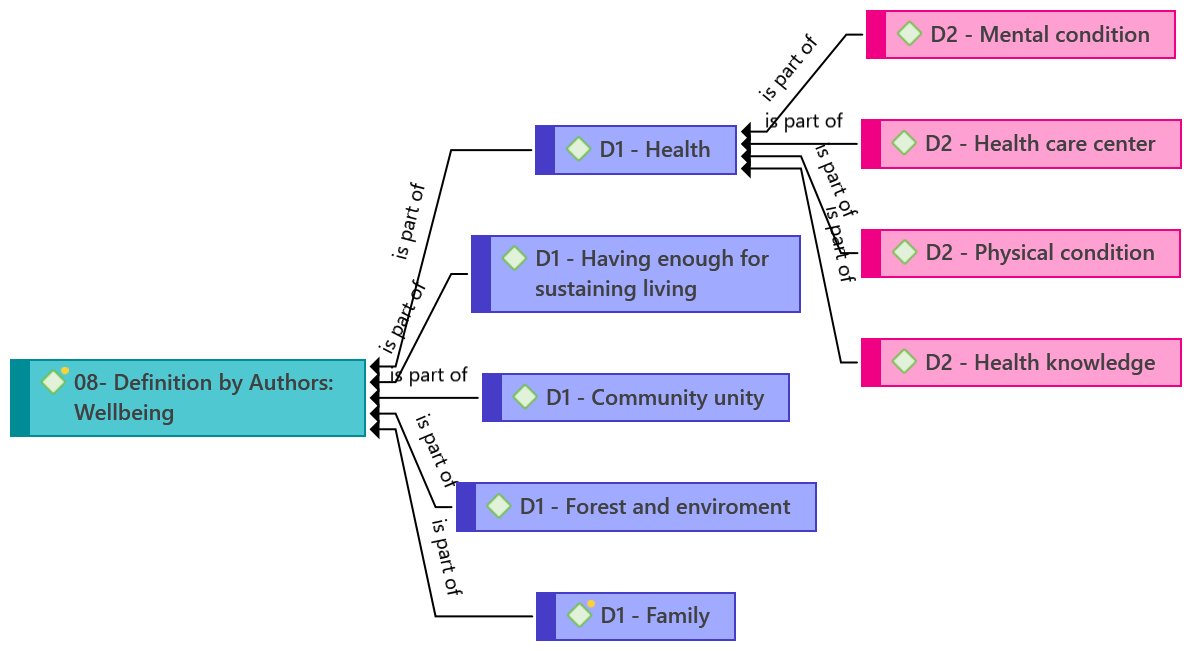 D2 - Mental condition
is part of
is part of
D2 - Health care center
D1 - Health
is part of
is part of
D2 - Physical condition
D2 - Health knowledge
is part of
D1 - Having enough for
sustaining living
is part of
08- Definition by Authors:
Wellbeing
is part of
D1 - Community unity
is part of
D1 - Forest and enviroment
is part of
D1 - Family